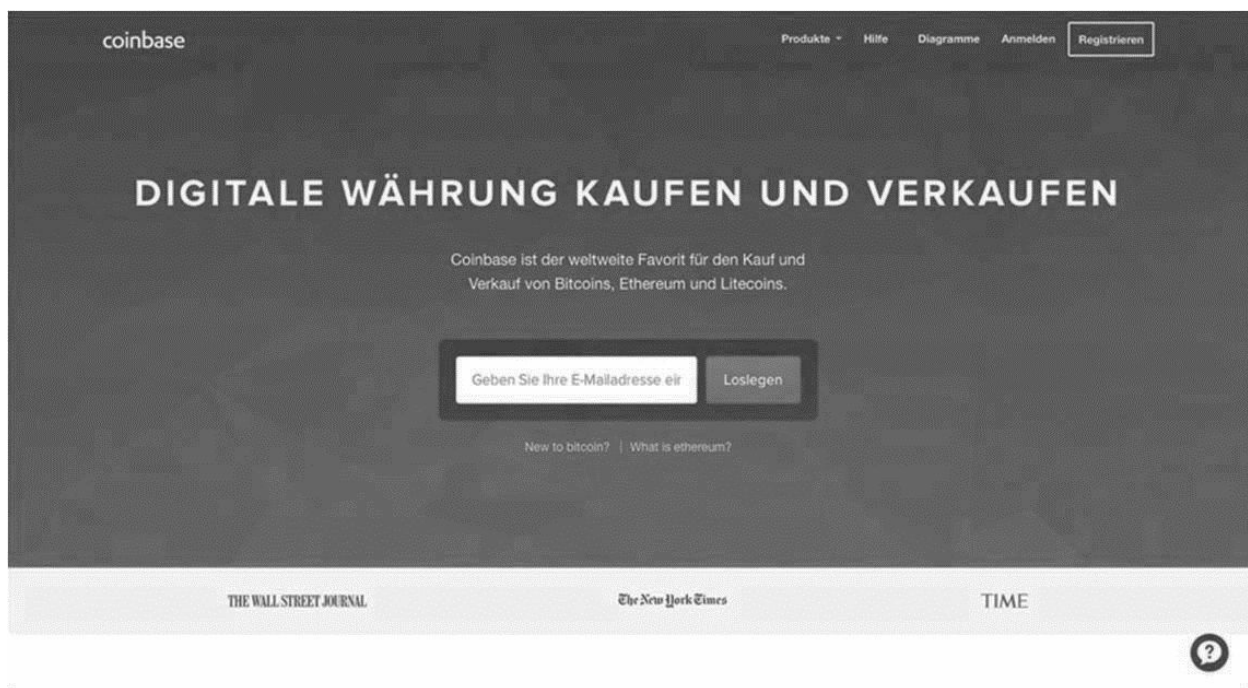 coinbase
Produkte Hilfe Diagramme Anmelden Registrieren
DIGITALE WÄHRUNG KAUFEN UND VERKAUFEN
Coinbase ist der weltweite Favorit für den Kauf und
Verkauf von Bitcoins, Ethereum und Litecoins.
Geben Sie Ihre E-Mailadresse eir Loslegen
New to bitcoin? | What is ethereum?
THE WALL STREET JOURNAL The New York Times TIME
?